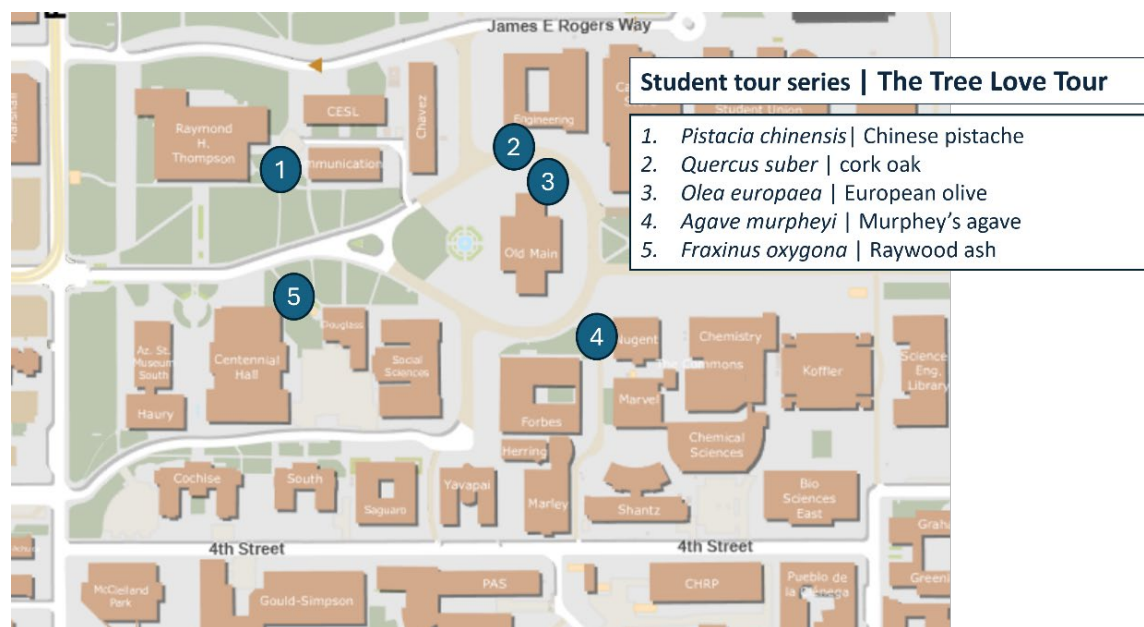 James E Rogers Way
Student tour series | The Tree Love Tour
1. Pistacia chinensis| Chinese pistache
2. Quercus suber | cork oak
3. Olea europaea | European olive
4. Agave murpheyi | Murphey's agave
5. Fraxinus oxygona | Raywood ash
Engineering
Student Union
CESL
Chavez
Raymond
H.
Thompson
mmunication
1
2
3
Old Main
5
4
Az. St.
Museum
South
Haury
Centennial
Hall
Douglass
Social
Sciences
Nugent
The Commons
Chemistry
Koffler
Science
Eng.
Library
Marvel
Forbes
Herring
Chemical
Sciences
Cochise
South
Saguaro
Yavapai
Marley
Shantz
Bio
Sciences
East
4th Street
4th Street
McClelland
Park
Gould-Simpson
PAS
CHRP
Pueblo de
Grah
Greeni